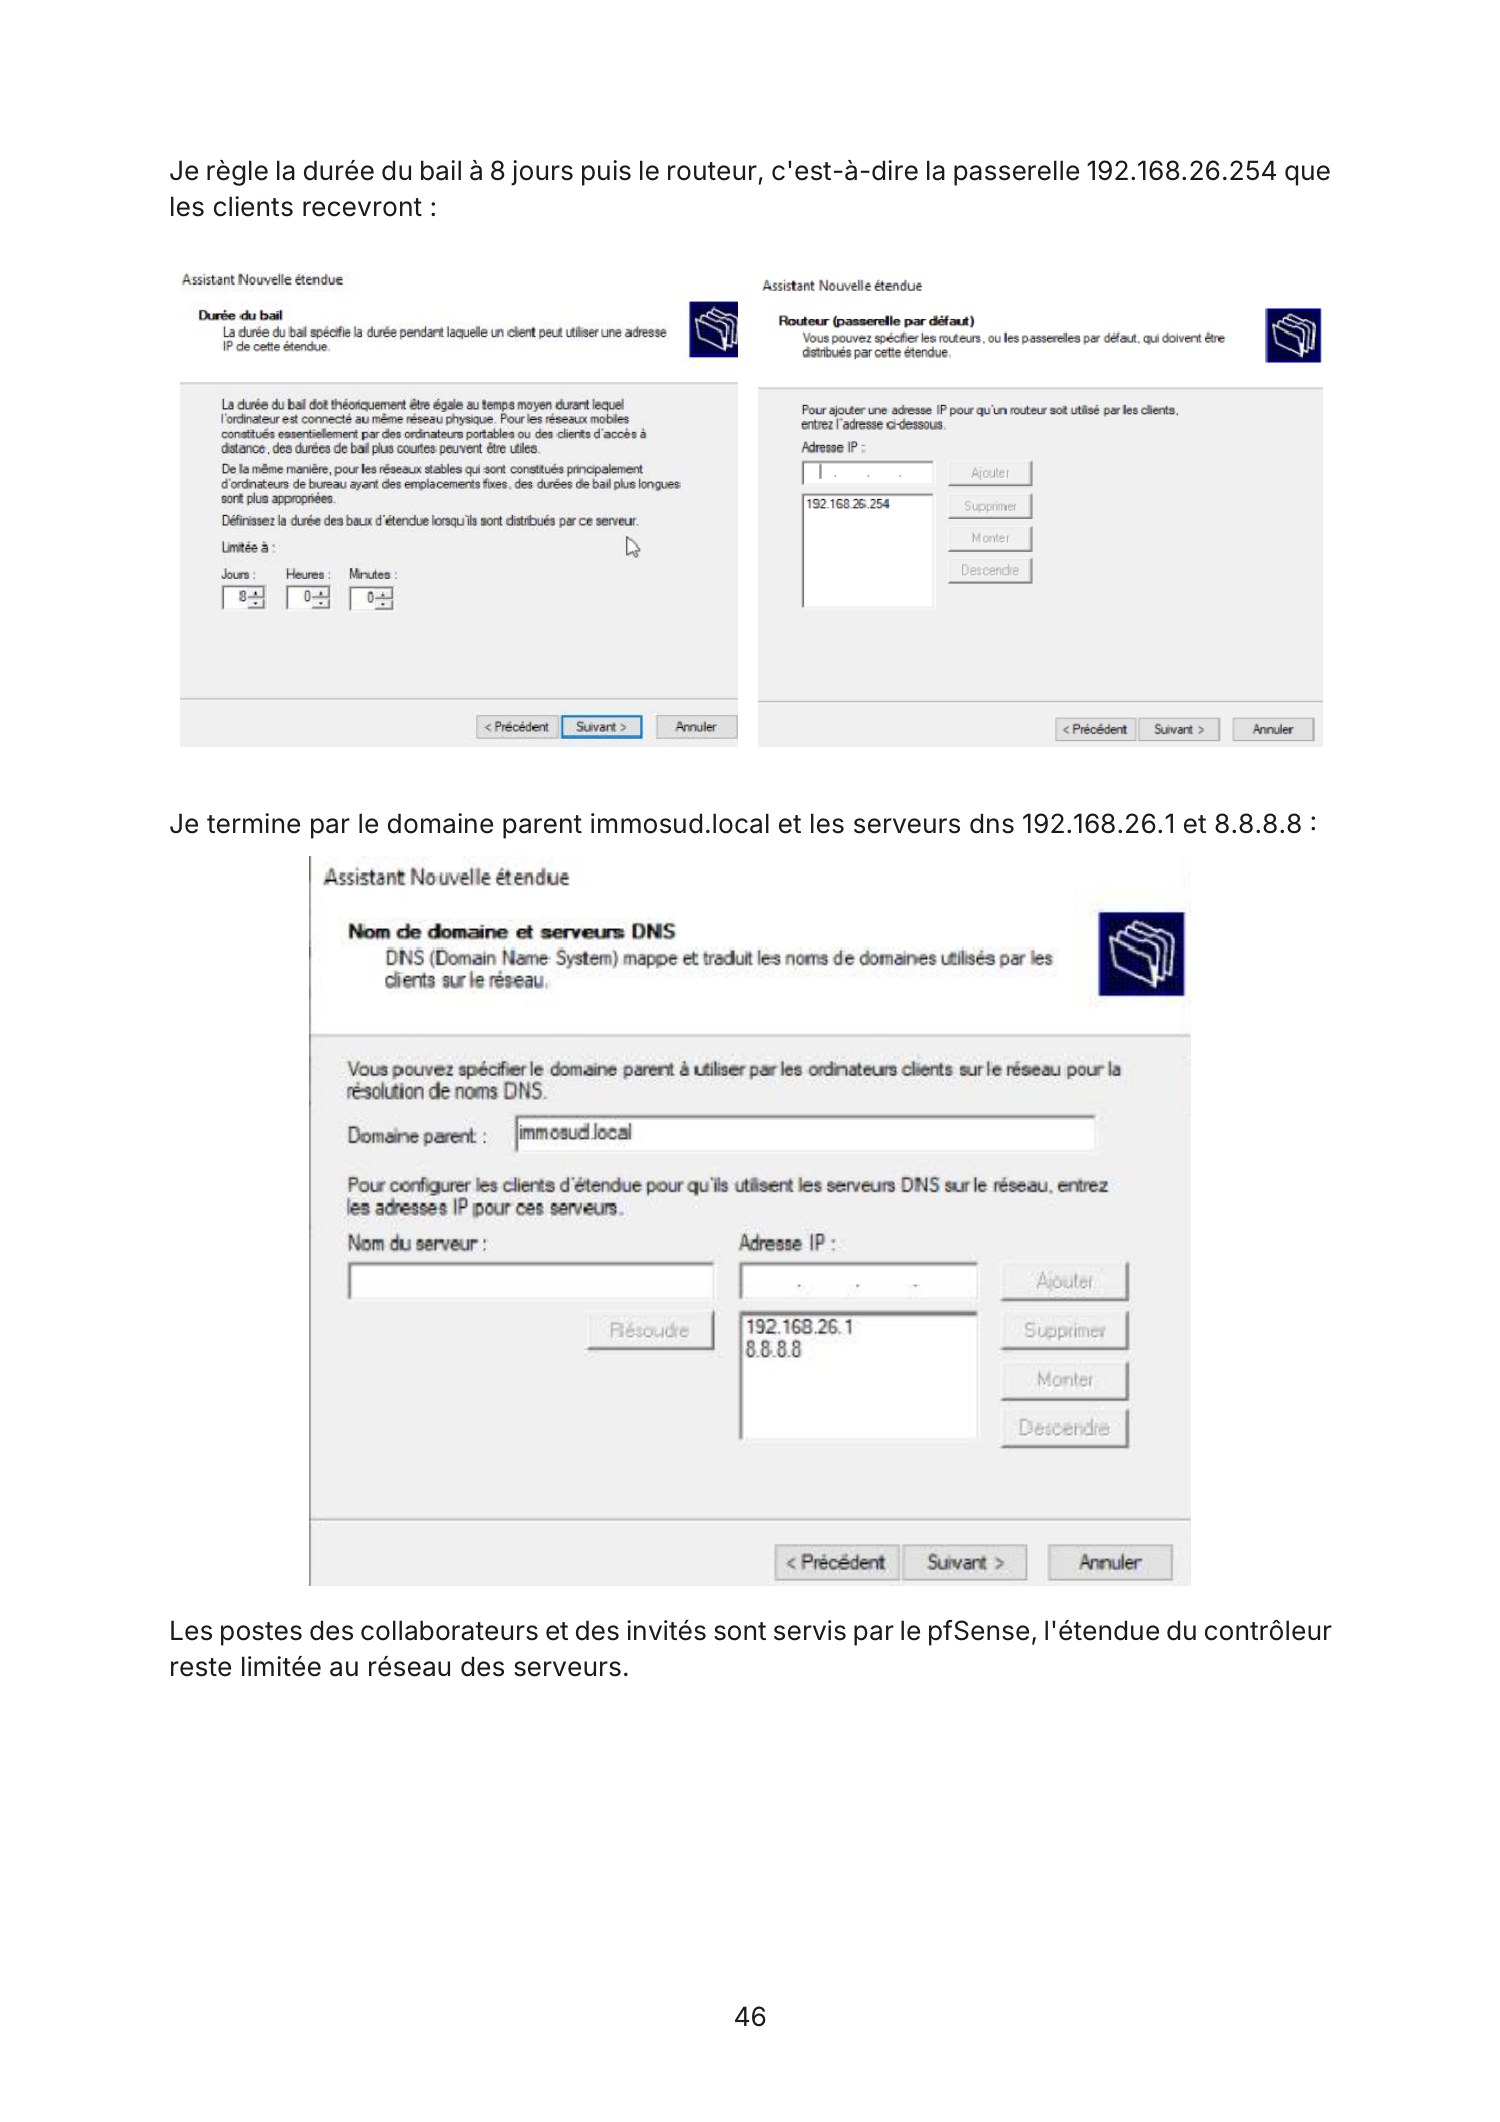 Je règle la durée du bail à 8 jours puis le routeur, c'est-à-dire la passerelle 192.168.26.254 que
les clients recevront :
Assistant Nouvelle étendue
Durée du bail
La durée du bail spécifie la durée pendant laquelle un client peut utiliser une adresse
IP de cette étendue.
La durée du bail doit théoriquement être égale au temps moyen durant lequel
l'ordinateur est connecté au même réseau physique. Pour les réseaux mobiles
constitués essentiellement par des ordinateurs portables ou des clients d'accès à
distance, des durées de bail plus courtes peuvent être utiles.
De la même manière, pour les réseaux stables qui sont constitués principalement
d'ordinateurs de bureau ayant des emplacements fixes, des durées de bail plus longues
sont plus appropriées.
Définissez la durée des baux d'étendue lorsqu'ils sont distribués par ce serveur.
Limitée à :
Jours : Heures : Minutes :
8 0 0
< Précédent Suivant > Annuler
Assistant Nouvelle étendue
Routeur (passerelle par défaut)
Vous pouvez spécifier les routeurs, ou les passerelles par défaut, qui doivent être
distribués par cette étendue.
Pour ajouter une adresse IP pour qu'un routeur soit utilisé par les clients,
entrez l'adresse ci-dessous.
Adresse IP :
Ajouter
192.168.26.254 Supprimer
Monter
Descendre
< Précédent Suivant > Annuler
Je termine par le domaine parent immosud.local et les serveurs dns 192.168.26.1 et 8.8.8.8 :
Assistant Nouvelle étendue
Nom de domaine et serveurs DNS
DNS (Domain Name System) mappe et traduit les noms de domaines utilisés par les
clients sur le réseau.
Vous pouvez spécifier le domaine parent à utiliser par les ordinateurs clients sur le réseau pour la
résolution de noms DNS.
Domaine parent : immosud.local
Pour configurer les clients d'étendue pour qu'ils utilisent les serveurs DNS sur le réseau, entrez
les adresses IP pour ces serveurs.
Nom du serveur : Adresse IP :
Ajouter
Résoudre 192.168.26.1 Supprimer
8.8.8.8
Monter
Descendre
< Précédent Suivant > Annuler
Les postes des collaborateurs et des invités sont servis par le pfSense, l'étendue du contrôleur
reste limitée au réseau des serveurs.
46